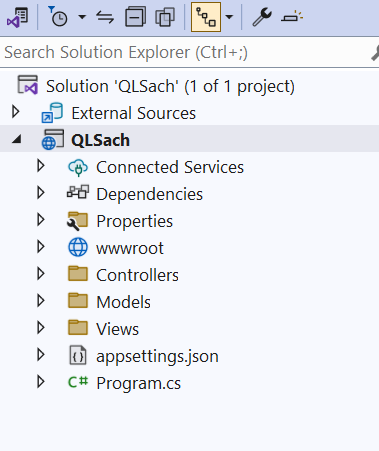 Search Solution Explorer (Ctrl+;)
Solution 'QLSach' (1 of 1 project)
External Sources
QLSach
Connected Services
Dependencies
Properties
wwwroot
Controllers
Models
Views
appsettings.json
C# Program.cs